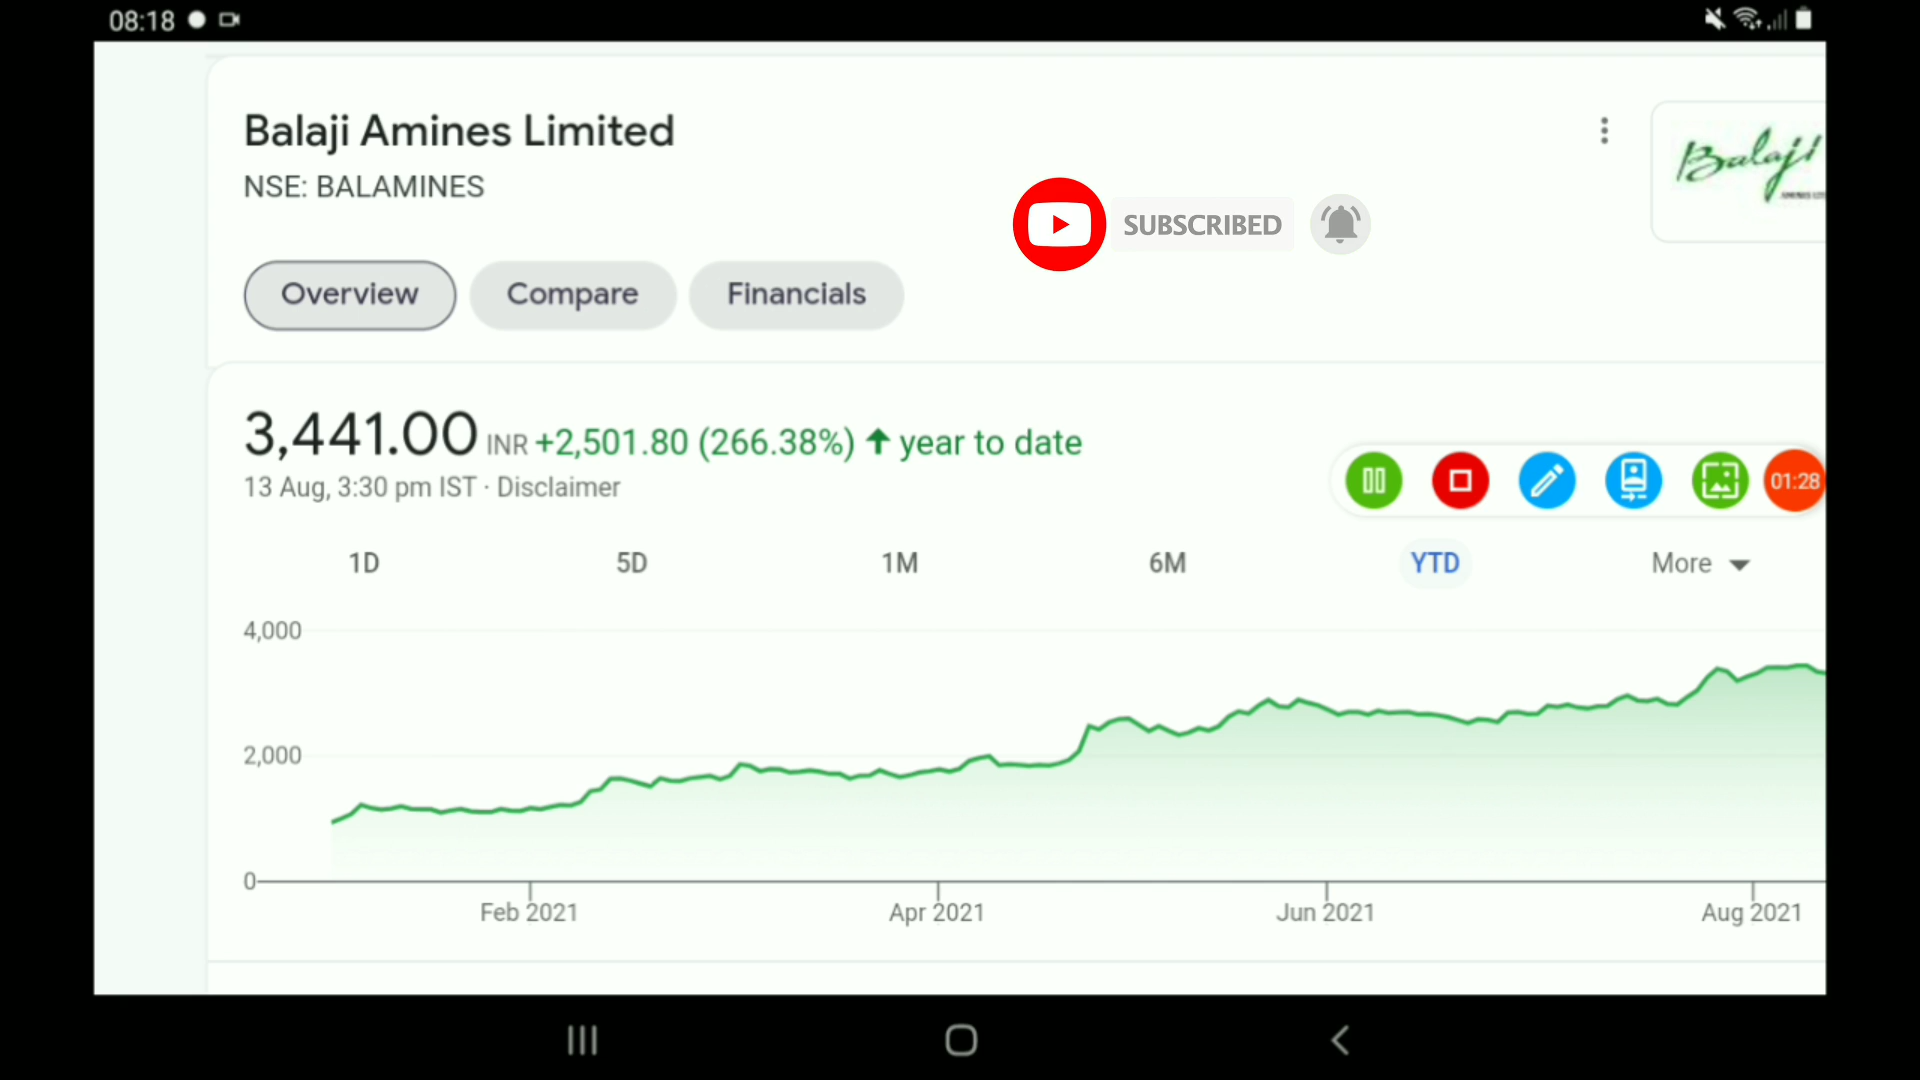 08:18
Balaji Amines Limited
NSE: BALAMINES
Balaji
SUBSCRIBED
Overview
Compare
Financials
3,441.00 INR +2,501.80 (266.38%) ↑ year to date
13 Aug, 3:30 pm IST · Disclaimer
01:28
1D
5D
1M
6M
YTD
More
4,000
2,000
0
Feb 2021
Apr 2021
Jun 2021
Aug 2021